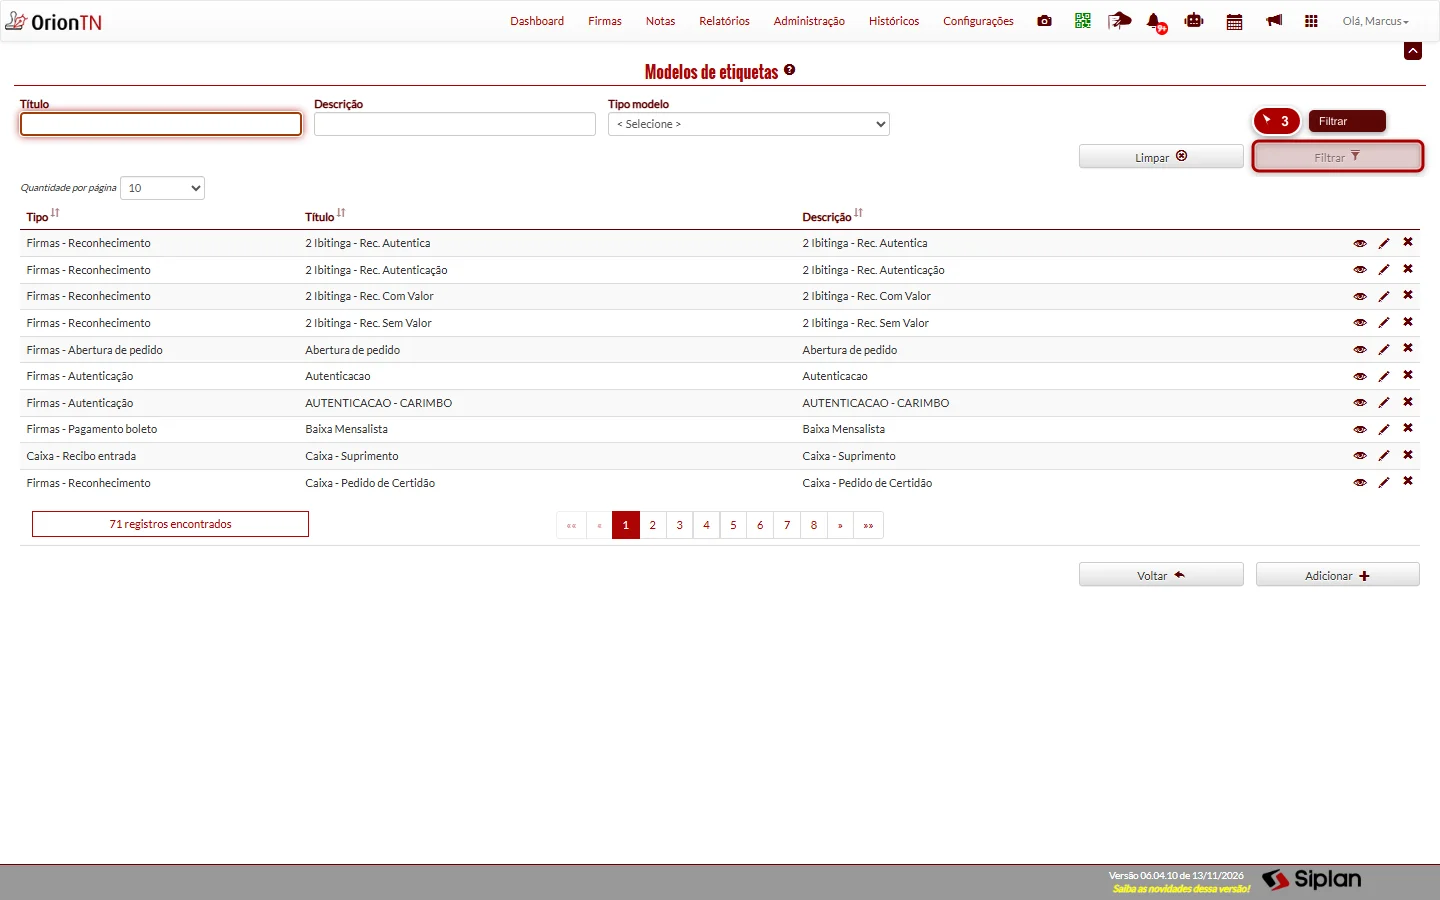 OrionTN
Dashboard
Firmas
Notas
Relatórios
Administração
Históricos
Configurações
9+
Olá, Marcus
Modelos de etiquetas
Título
Descrição
Tipo modelo
< Selecione >
3
Filtrar
Limpar
Filtrar
Quantidade por página
10
Tipo
Título
Descrição
Firmas - Reconhecimento
2 Ibitinga - Rec. Autentica
2 Ibitinga - Rec. Autentica
Firmas - Reconhecimento
2 Ibitinga - Rec. Autenticação
2 Ibitinga - Rec. Autenticação
Firmas - Reconhecimento
2 Ibitinga - Rec. Com Valor
2 Ibitinga - Rec. Com Valor
Firmas - Reconhecimento
2 Ibitinga - Rec. Sem Valor
2 Ibitinga - Rec. Sem Valor
Firmas - Abertura de pedido
Abertura de pedido
Abertura de pedido
Firmas - Autenticação
Autenticacao
Autenticacao
Firmas - Autenticação
AUTENTICACAO - CARIMBO
AUTENTICACAO - CARIMBO
Firmas - Pagamento boleto
Baixa Mensalista
Baixa Mensalista
Caixa - Recibo entrada
Caixa - Suprimento
Caixa - Suprimento
Firmas - Reconhecimento
Caixa - Pedido de Certidão
Caixa - Pedido de Certidão
71 registros encontrados
«« « 1 2 3 4 5 6 7 8 » »»
Voltar
Adicionar
Versão 06.04.10 de 13/11/2026
Saiba as novidades dessa versão!
Siplan